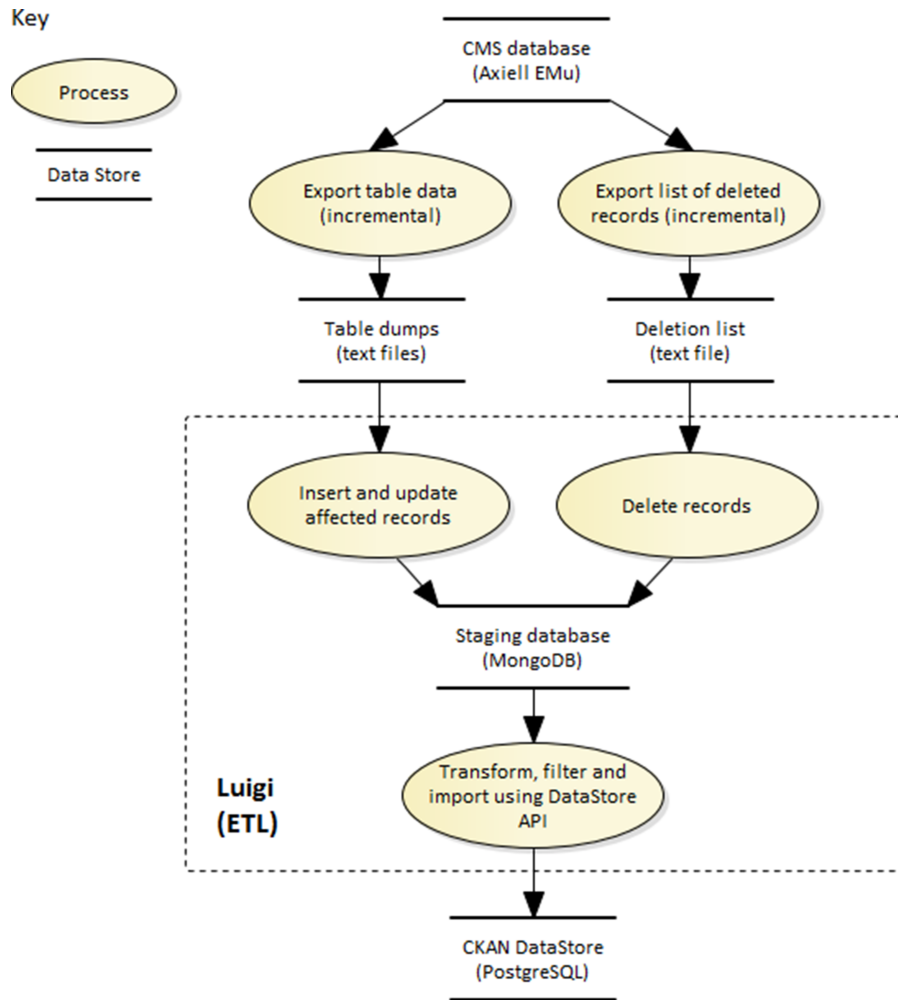 Key
Process
Data Store
CMS database
(Axiell EMu)
Export table data
(incremental)
Export list of deleted
records (incremental)
Table dumps
(text files)
Deletion list
(text file)
Insert and update
affected records
Delete records
Staging database
(MongoDB)
Transform, filter and
import using DataStore
API
Luigi
(ETL)
CKAN DataStore
(PostgreSQL)